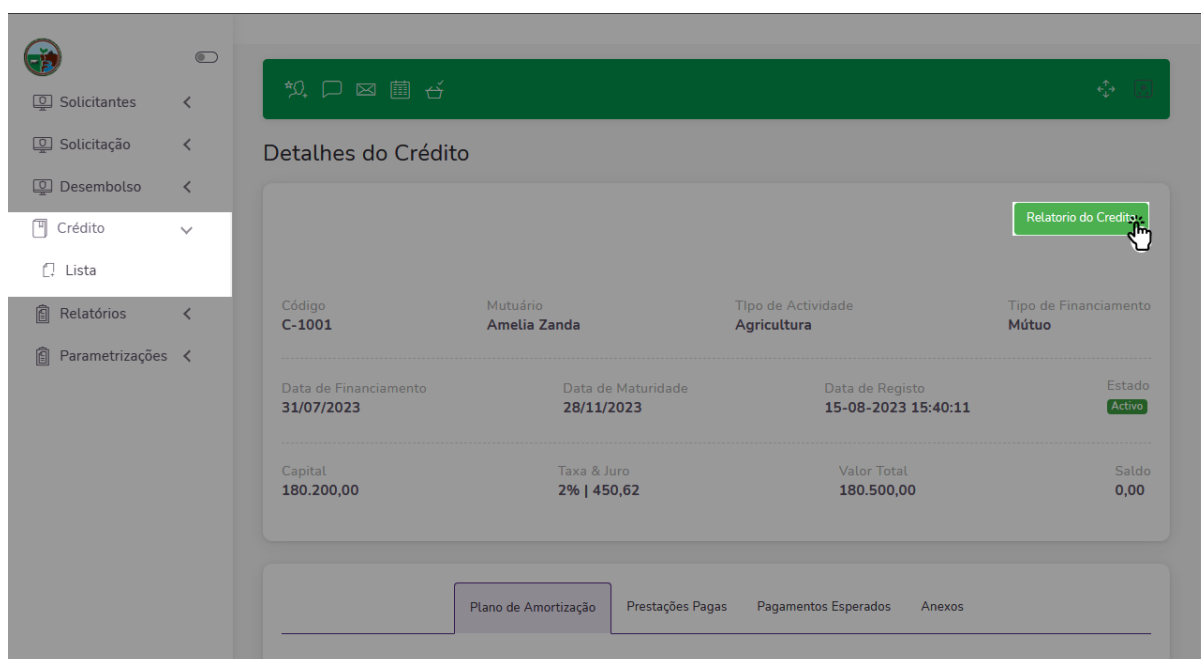 Solicitantes
Solicitação
Desembolso
Crédito
Lista
Relatórios
Parametrizações
Detalhes do Crédito
Relatorio do Credito
Código Mutuário TIpo de Actividade Tipo de Financiamento
C-1001 Amelia Zanda Agricultura Mútuo
Data de Financiamento Data de Maturidade Data de Registo Estado
31/07/2023 28/11/2023 15-08-2023 15:40:11 Activo
Capital Taxa & Juro Valor Total Saldo
180.200,00 2% | 450,62 180.500,00 0,00
Plano de Amortização Prestações Pagas Pagamentos Esperados Anexos